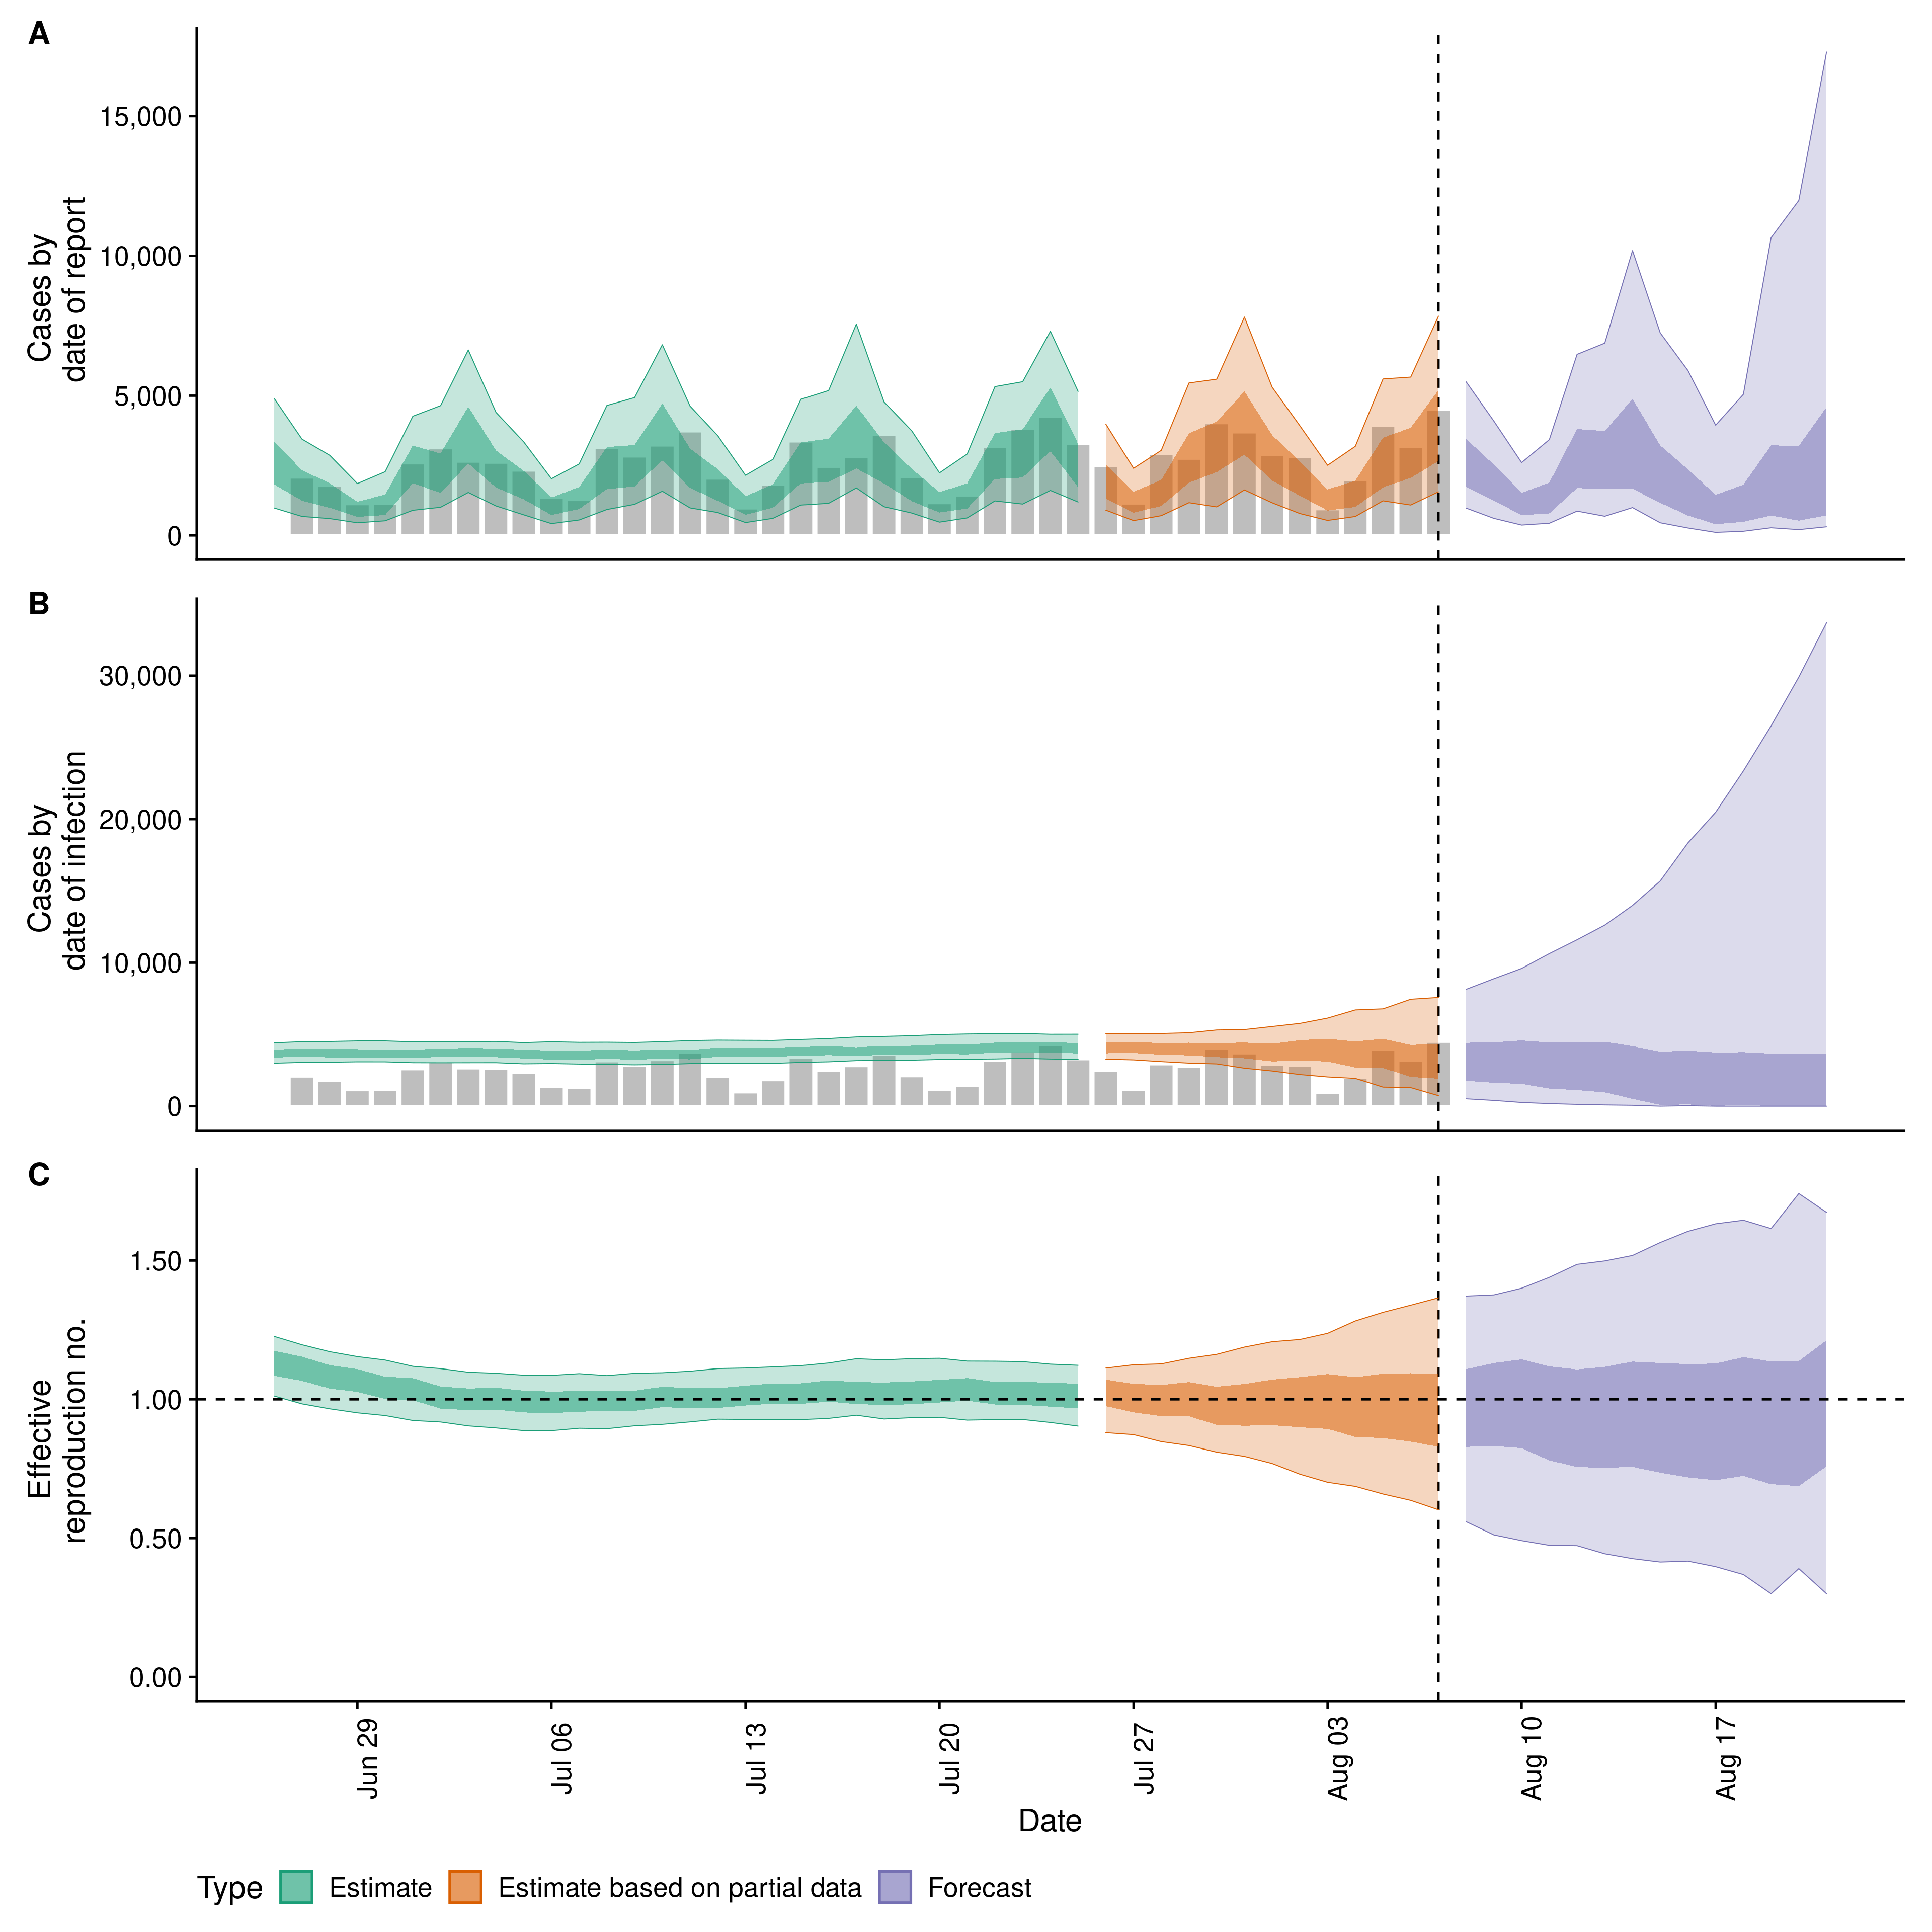 A
Cases by
date of report
15,000
10,000
5,000
0
B
Cases by
date of infection
30,000
20,000
10,000
0
C
Effective
reproduction no.
1.50
1.00
0.50
0.00
Jun 29
Jul 06
Jul 13
Jul 20
Jul 27
Aug 03
Aug 10
Aug 17
Date
Type Estimate Estimate based on partial data Forecast